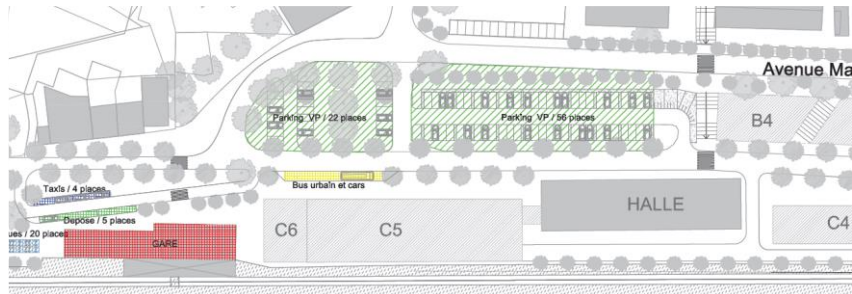 Avenue Ma
Parking VP / 22 places
Parking VP / 56 places
B4
Taxis / 4 places
Bus urbain et cars
Dépose / 5 places
HALLE
ues / 20 places
GARE
C6
C5
C4